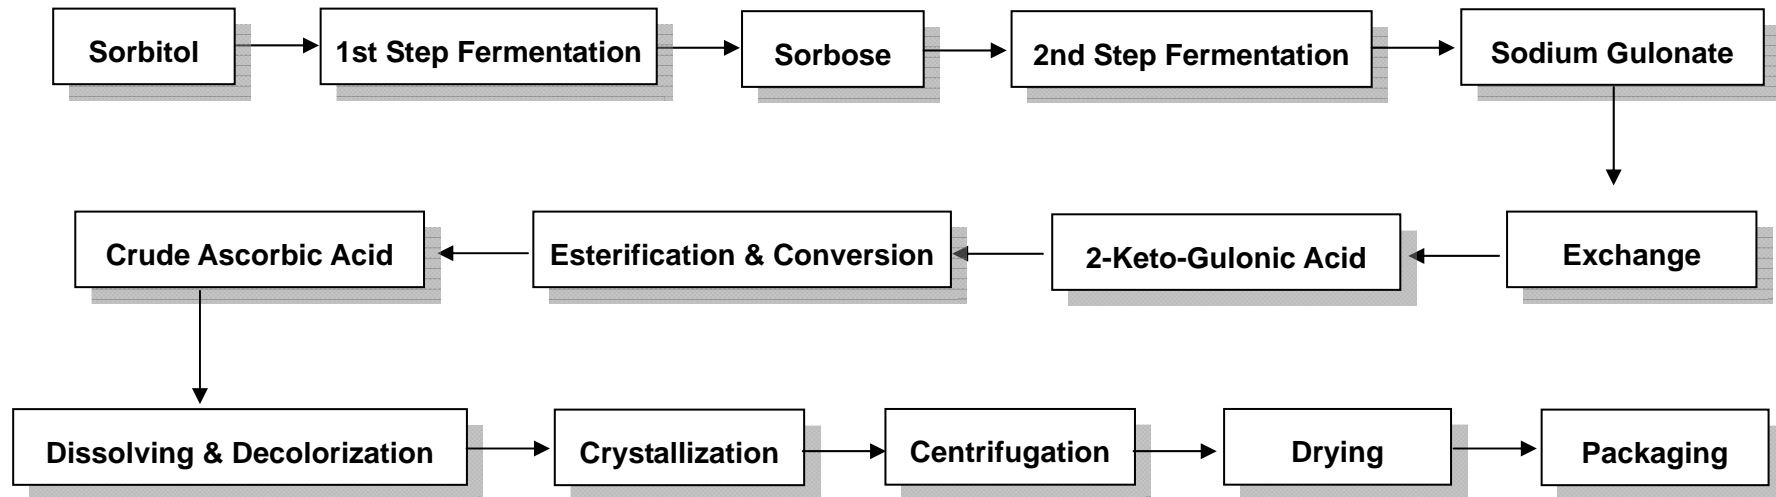 Sorbitol
1st Step Fermentation
Sorbose
2nd Step Fermentation
Sodium Gulonate
Exchange
2-Keto-Gulonic Acid
Esterification & Conversion
Crude Ascorbic Acid
Dissolving & Decolorization
Crystallization
Centrifugation
Drying
Packaging